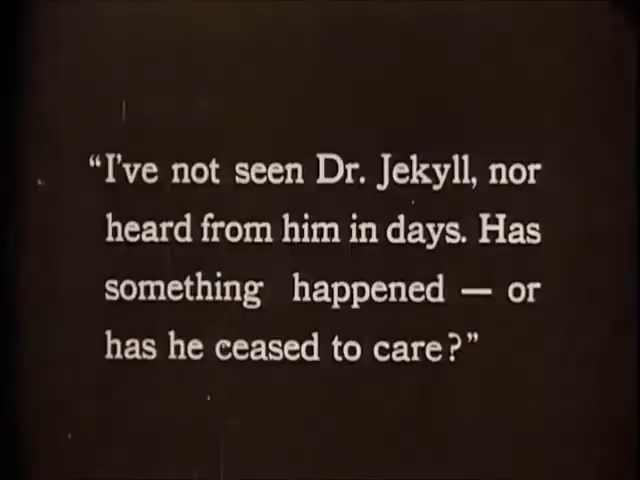 “I've not seen Dr. Jekyll, nor
heard from him in days. Has
something happened — or
has he ceased to care?”